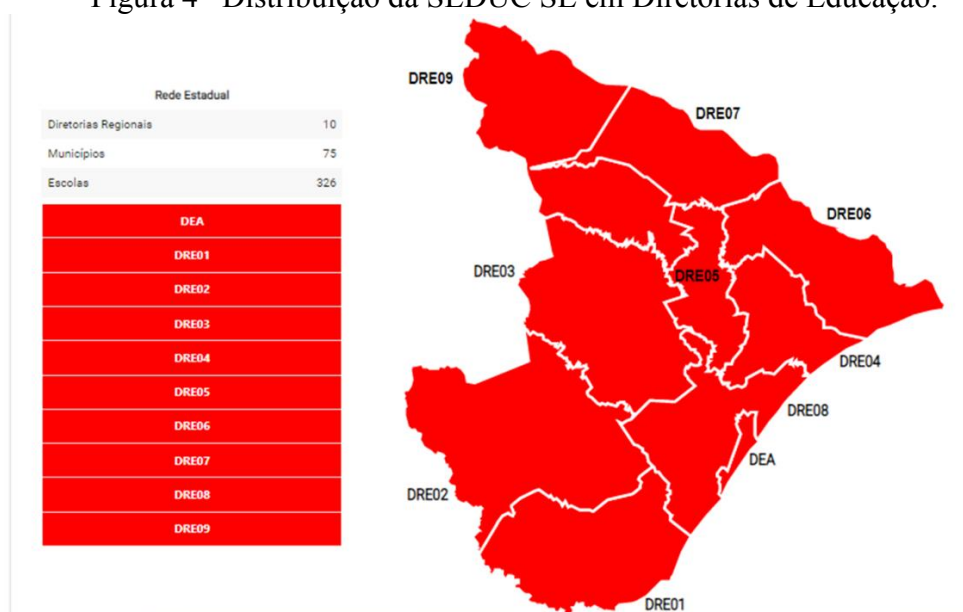 Figura 4 - Distribuição da SEDUC SE em Diretorias de Educação.
Rede Estadual
Diretorias Regionais 10
Municípios 75
Escolas 326
DEA
DRE01
DRE02
DRE03
DRE04
DRE05
DRE06
DRE07
DRE08
DRE09
DRE09
DRE07
DRE06
DRE03
DRE05
DRE04
DRE08
DEA
DRE02
DRE01